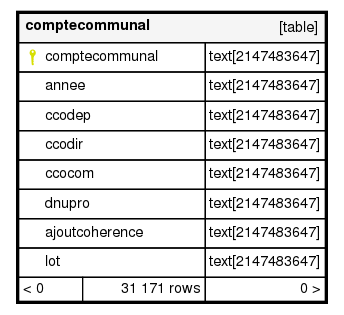 comptecommunal [table]
comptecommunal text[2147483647]
annee text[2147483647]
ccodep text[2147483647]
ccodir text[2147483647]
ccocom text[2147483647]
dnupro text[2147483647]
ajoutcoherence text[2147483647]
lot text[2147483647]
< 0 31 171 rows 0 >